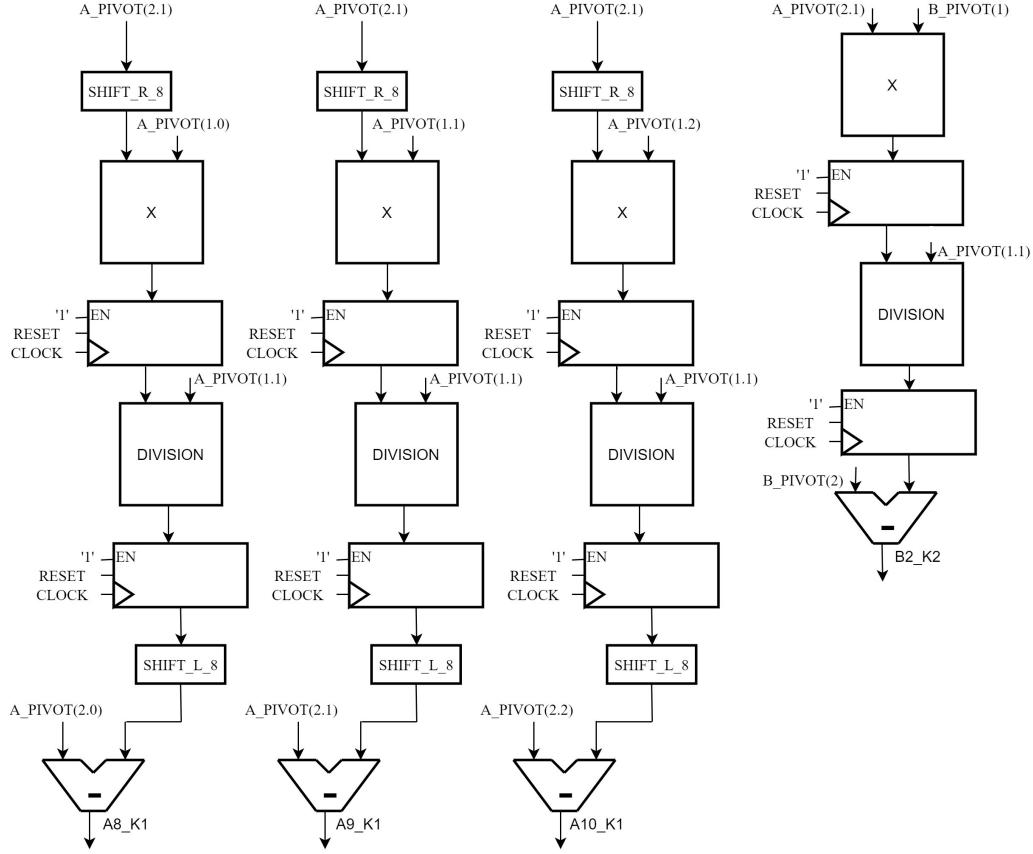 A_PIVOT(2.1)
SHIFT_R_8
A_PIVOT(1.0)
X
'1' EN
RESET
CLOCK
A_PIVOT(1.1)
DIVISION
'1' EN
RESET
CLOCK
SHIFT_L_8
A_PIVOT(2.0)
-
A8_K1
A_PIVOT(2.1)
SHIFT_R_8
A_PIVOT(1.1)
X
'1' EN
RESET
CLOCK
A_PIVOT(1.1)
DIVISION
'1' EN
RESET
CLOCK
SHIFT_L_8
A_PIVOT(2.1)
-
A9_K1
A_PIVOT(2.1)
SHIFT_R_8
A_PIVOT(1.2)
X
'1' EN
RESET
CLOCK
A_PIVOT(1.1)
DIVISION
'1' EN
RESET
CLOCK
SHIFT_L_8
A_PIVOT(2.2)
-
A10_K1
A_PIVOT(2.1) B_PIVOT(1)
X
'1' EN
RESET
CLOCK
A_PIVOT(1.1)
DIVISION
'1' EN
RESET
CLOCK
B_PIVOT(2)
-
B2_K2